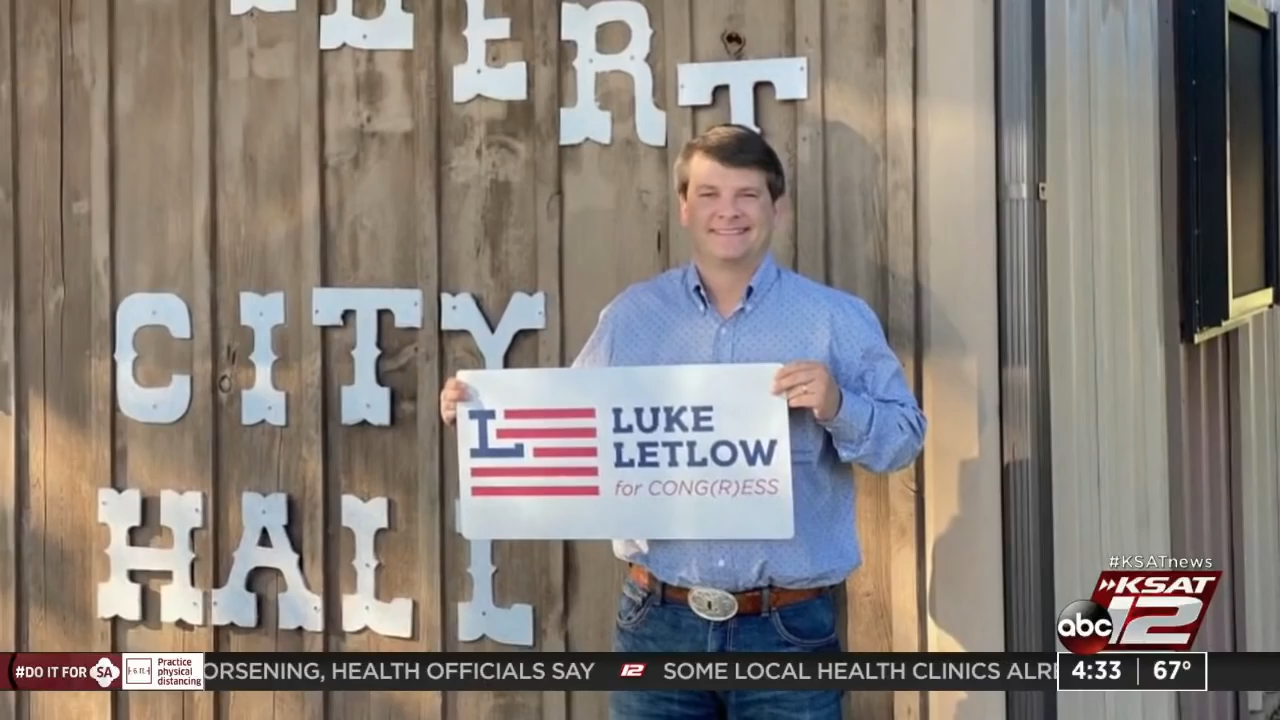 ERT
CITY
HALL
L
LUKE
LETLOW
for CONG(R)ESS
#KSATnews
KSAT
abc 12
#DO IT FOR SA
Practice
physical
distancing
ORSENING, HEALTH OFFICIALS SAY 12 SOME LOCAL HEALTH CLINICS ALR
4:33 67°